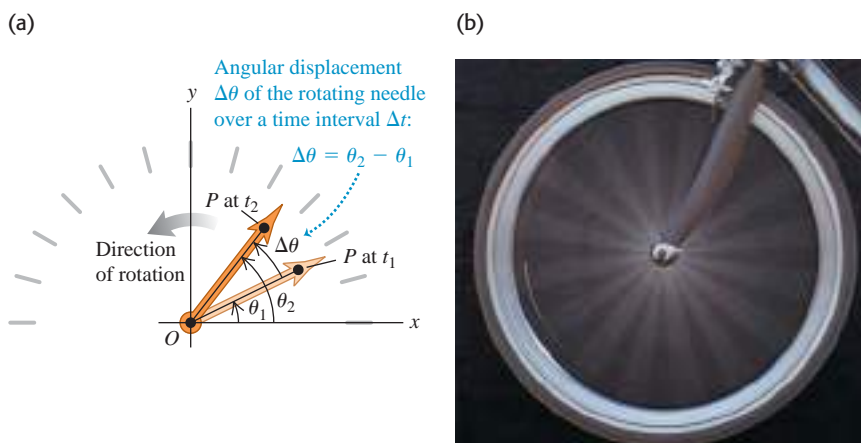 (a)
(b)
Angular displacement
Δθ of the rotating needle
over a time interval Δt:
Δθ = θ₂ − θ₁
y
P at t₂
Δθ
P at t₁
Direction
of rotation
θ₁
θ₂
O
x